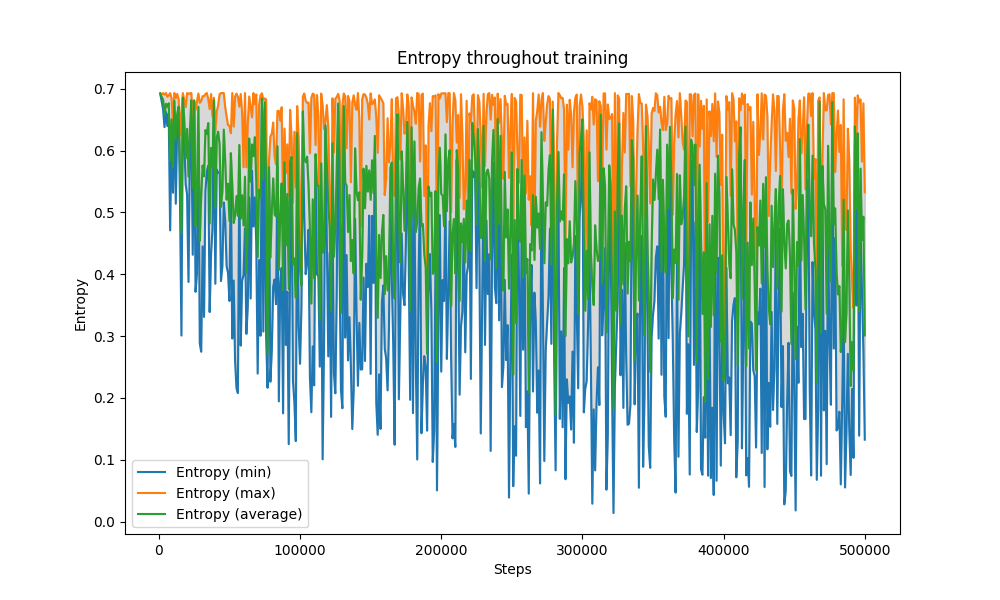 Entropy throughout training
Entropy
0.7
0.6
0.5
0.4
0.3
0.2
0.1
0.0
Entropy (min)
Entropy (max)
Entropy (average)
0 100000 200000 300000 400000 500000
Steps